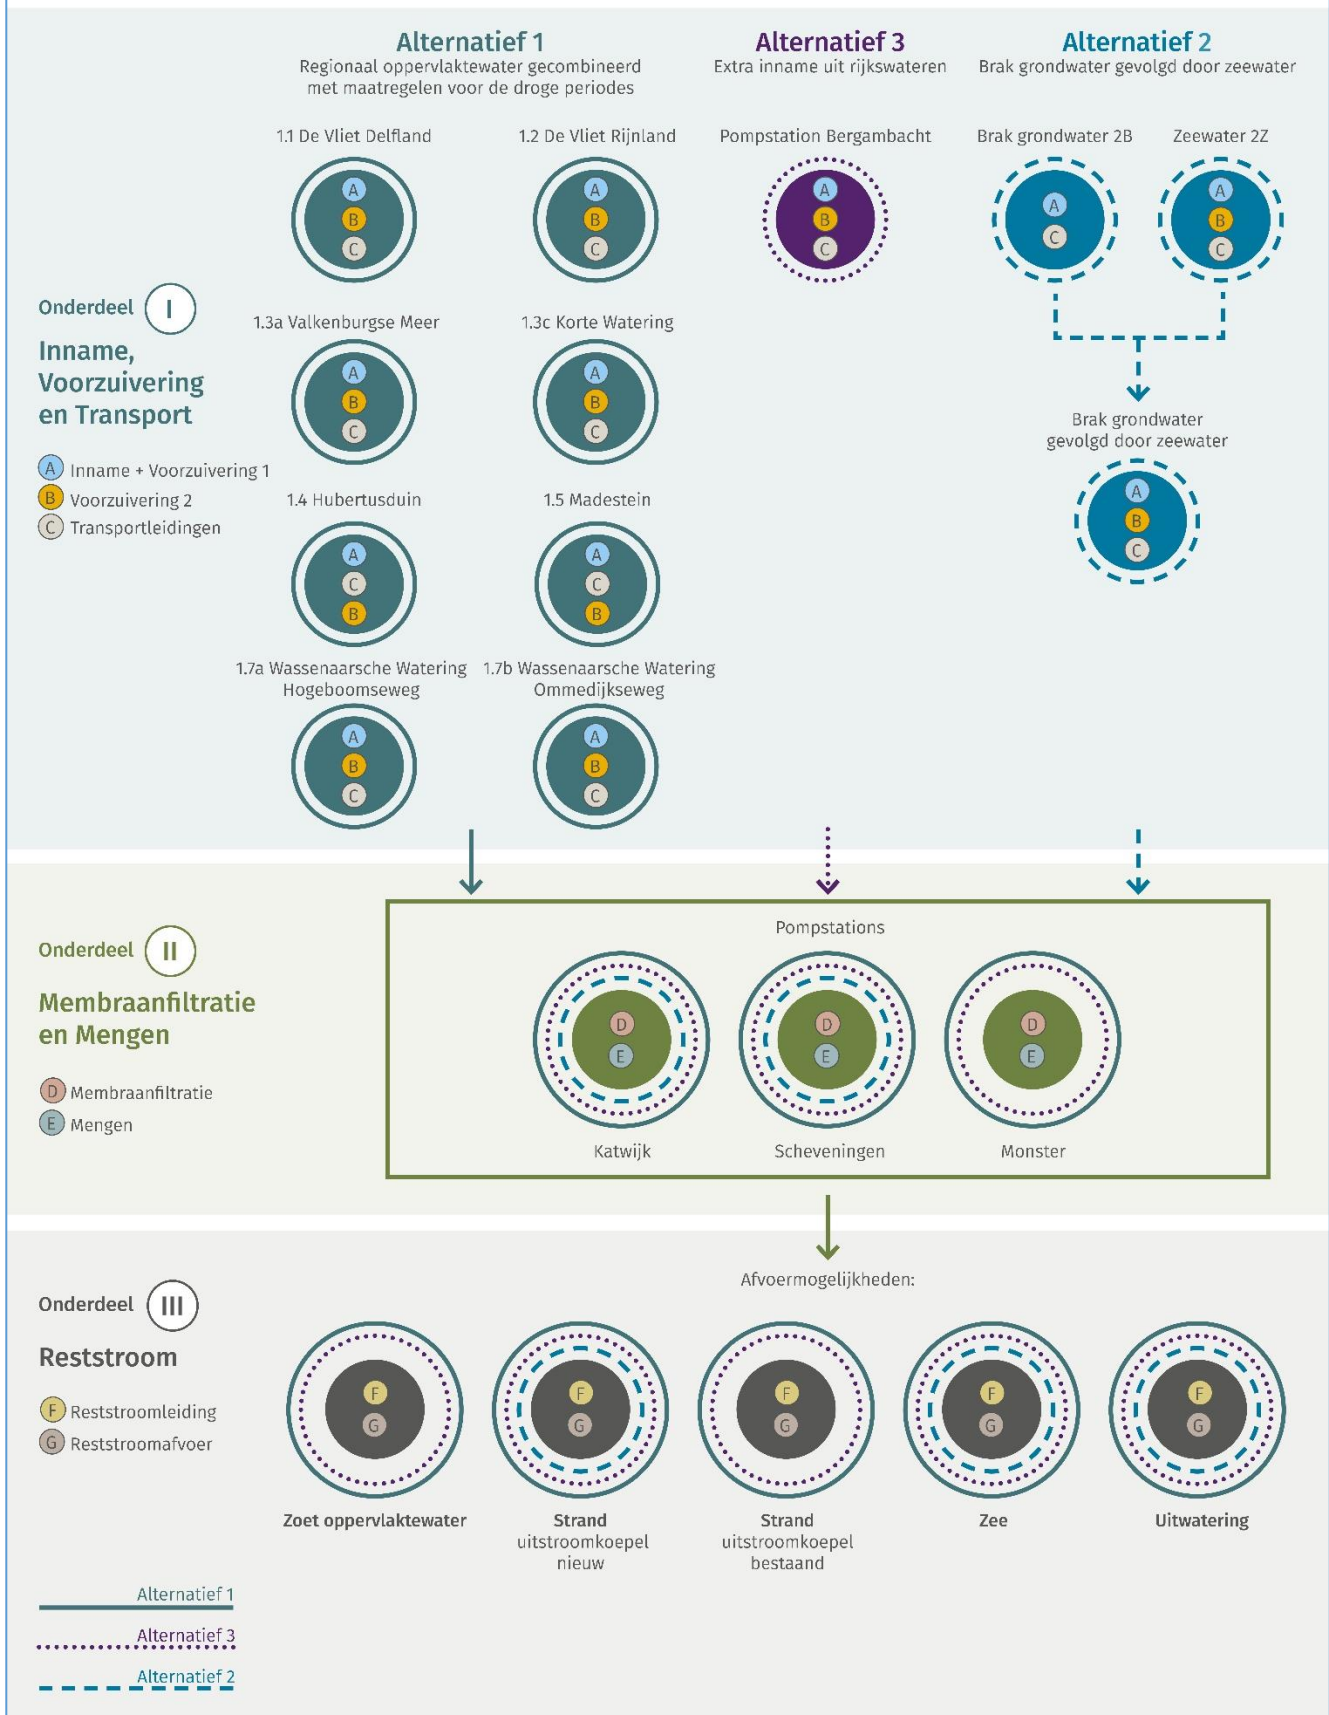 Alternatief 1
Regionaal oppervlaktewater gecombineerd
met maatregelen voor de droge periodes
Alternatief 3
Extra inname uit rijkswateren
Alternatief 2
Brak grondwater gevolgd door zeewater
1.1 De Vliet Delfland
1.2 De Vliet Rijnland
Pompstation Bergambacht
Brak grondwater 2B
Zeewater 2Z
A
B
C
A
B
C
A
B
C
A
C
A
B
C
Onderdeel I
Inname,
Voorzuivering
en Transport
A Inname + Voorzuivering 1
B Voorzuivering 2
C Transportleidingen
1.3a Valkenburgse Meer
1.3c Korte Watering
A
B
C
A
B
C
Brak grondwater
gevolgd door zeewater
A
B
C
1.4 Hubertusduin
1.5 Madestein
A
C
B
A
C
B
1.7a Wassenaarsche Watering
Hogeboomseweg
1.7b Wassenaarsche Watering
Ommedijkseweg
A
B
C
A
B
C
Onderdeel II
Membraanfiltratie
en Mengen
D Membraanfiltratie
E Mengen
Pompstations
D
E
D
E
D
E
Katwijk
Scheveningen
Monster
Onderdeel III
Reststroom
F Reststroomleiding
G Reststroomafvoer
Afvoermogelijkheden:
F
G
F
G
F
G
F
G
F
G
Zoet oppervlaktewater
Strand
uitstroomkoepel
nieuw
Strand
uitstroomkoepel
bestaand
Zee
Uitwatering
Alternatief 1
Alternatief 3
Alternatief 2